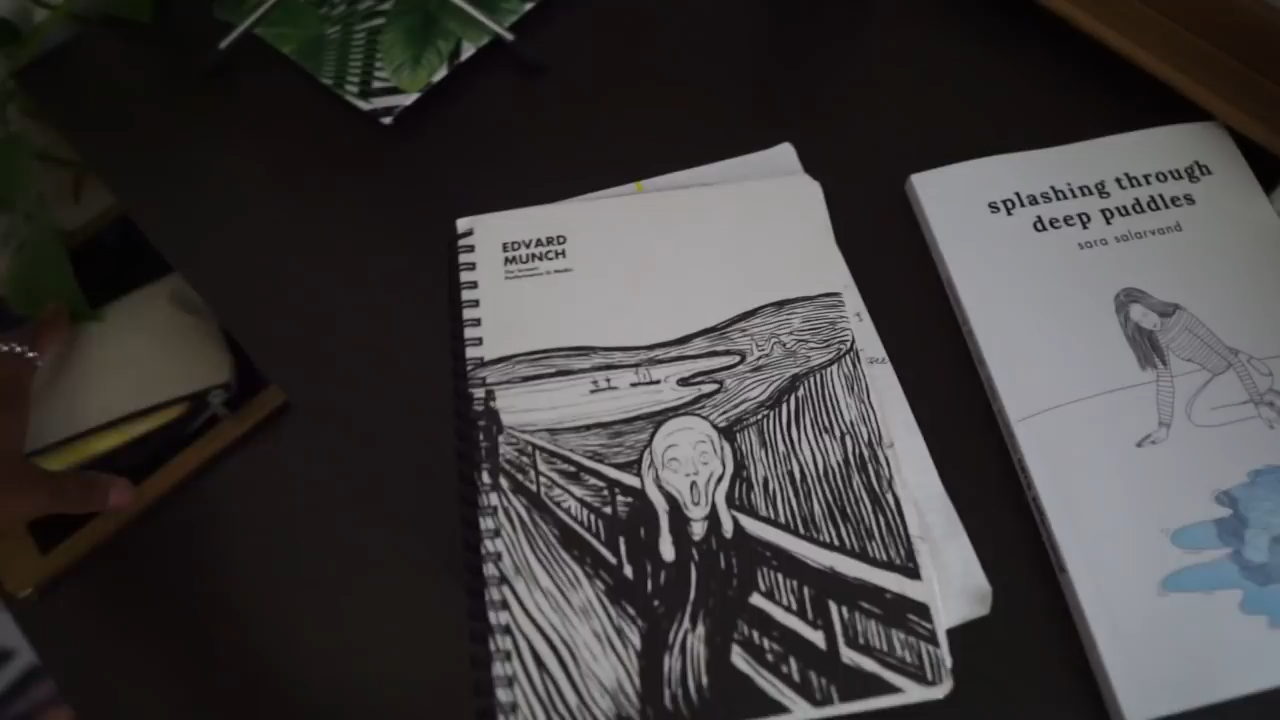 EDVARD
MUNCH
splashing through
deep puddles
sara salarvand